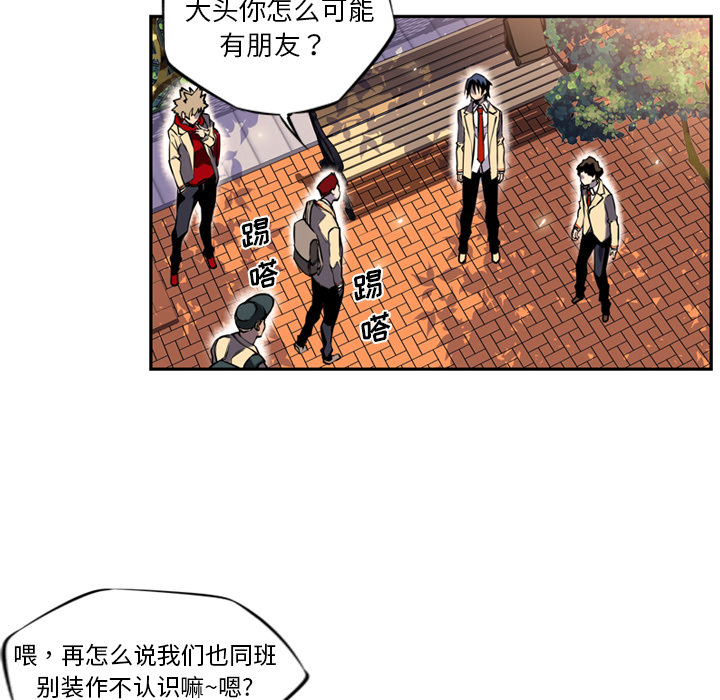 大头你怎么可能
有朋友？
踢
嗒
踢
嗒
喂，再怎么说我们也同班
别装作不认识嘛~嗯?